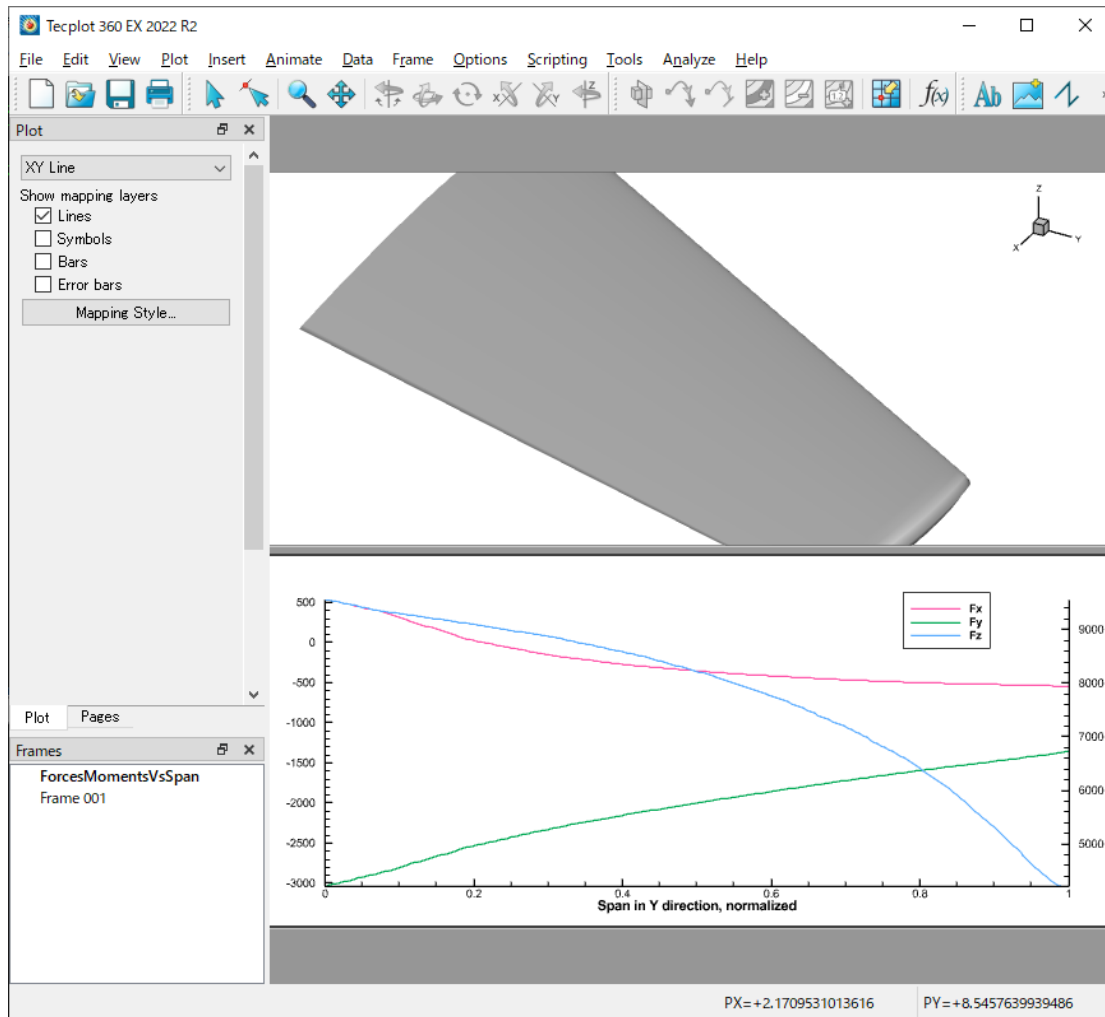 Tecplot 360 EX 2022 R2
File Edit View Plot Insert Animate Data Frame Options Scripting Tools Analyze Help
Plot
XY Line
Show mapping layers
Lines
Symbols
Bars
Error bars
Mapping Style...
Plot Pages
Frames
ForcesMomentsVsSpan
Frame 001
Z
X
Y
500
0
-500
-1000
-1500
-2000
-2500
-3000
Fx
Fy
Fz
9000
8000
7000
6000
5000
0 0.2 0.4 0.6 0.8 1
Span in Y direction, normalized
PX=+2.1709531013616 PY=+8.5457639939486